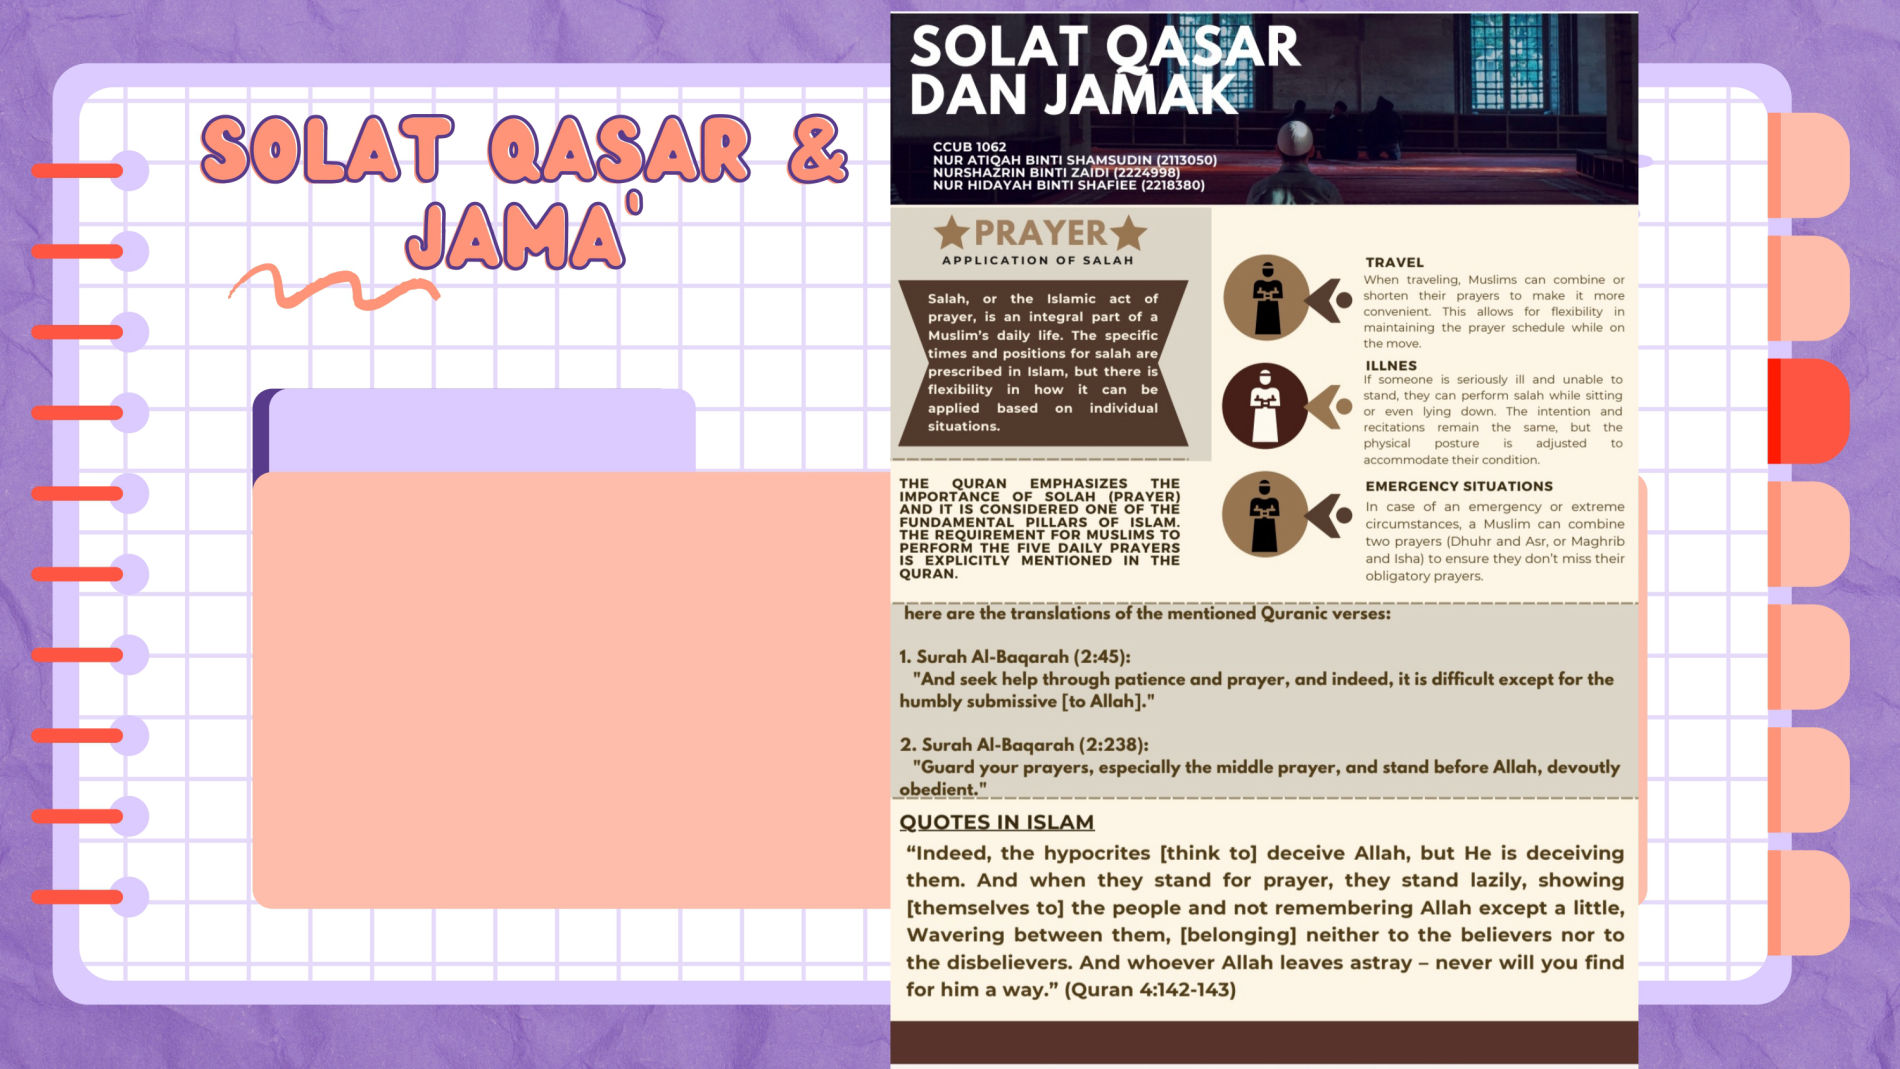 SOLAT QASAR &
JAMA'
SOLAT QASAR
DAN JAMAK
CCUB 1062
NUR ATIQAH BINTI SHAMSUDIN (2113050)
NURSHAZRIN BINTI ZAIDI (2224998)
NUR HIDAYAH BINTI SHAFIEE (2218380)
PRAYER
APPLICATION OF SALAH
Salah, or the Islamic act of
prayer, is an integral part of a
Muslim's daily life. The specific
times and positions for salah are
prescribed in Islam, but there is
flexibility in how it can be
applied based on individual
situations.
THE QURAN EMPHASIZES THE
IMPORTANCE OF SOLAH (PRAYER)
AND IT IS CONSIDERED ONE OF THE
FUNDAMENTAL PILLARS OF ISLAM.
THE REQUIREMENT FOR MUSLIMS TO
PERFORM THE FIVE DAILY PRAYERS
IS EXPLICITLY MENTIONED IN THE
QURAN.
TRAVEL
When traveling, Muslims can combine or
shorten their prayers to make it more
convenient. This allows for flexibility in
maintaining the prayer schedule while on
the move.
ILLNES
If someone is seriously ill and unable to
stand, they can perform salah while sitting
or even lying down. The intention and
recitations remain the same, but the
physical posture is adjusted to
accommodate their condition.
EMERGENCY SITUATIONS
In case of an emergency or extreme
circumstances, a Muslim can combine
two prayers (Dhuhr and Asr, or Maghrib
and Isha) to ensure they don't miss their
obligatory prayers.
here are the translations of the mentioned Quranic verses:
1. Surah Al-Baqarah (2:45):
"And seek help through patience and prayer, and indeed, it is difficult except for the
humbly submissive [to Allah]."
2. Surah Al-Baqarah (2:238):
"Guard your prayers, especially the middle prayer, and stand before Allah, devoutly
obedient."
QUOTES IN ISLAM
“Indeed, the hypocrites [think to] deceive Allah, but He is deceiving
them. And when they stand for prayer, they stand lazily, showing
[themselves to] the people and not remembering Allah except a little,
Wavering between them, [belonging] neither to the believers nor to
the disbelievers. And whoever Allah leaves astray – never will you find
for him a way.” (Quran 4:142-143)